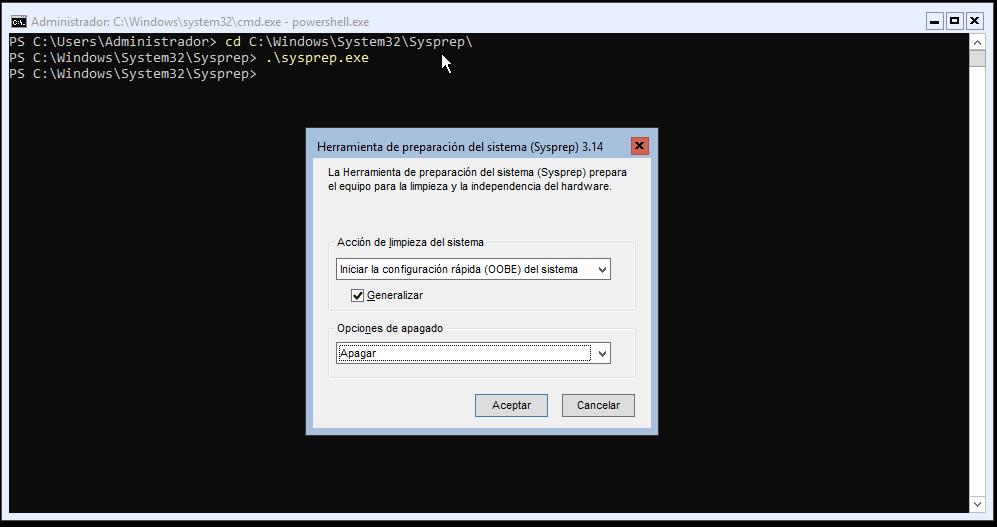 Administrador: C:\Windows\system32\cmd.exe - powershell.exe
PS C:\Users\Administrador> cd C:\Windows\System32\Sysprep\
PS C:\Windows\System32\Sysprep> .\sysprep.exe
PS C:\Windows\System32\Sysprep>
Herramienta de preparación del sistema (Sysprep) 3.14
La Herramienta de preparación del sistema (Sysprep) prepara
el equipo para la limpieza y la independencia del hardware.
Acción de limpieza del sistema
Iniciar la configuración rápida (OOBE) del sistema
Generalizar
Opciones de apagado
Apagar
Aceptar
Cancelar